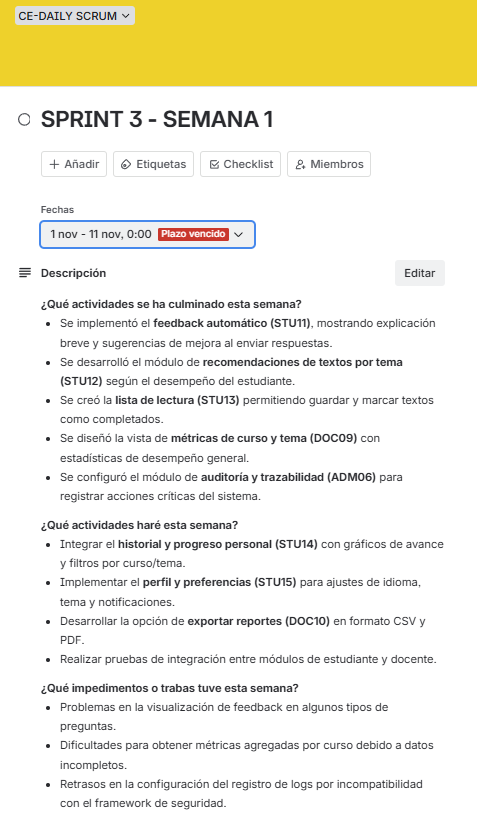 CE-DAILY SCRUM
SPRINT 3 - SEMANA 1
Añadir
Etiquetas
Checklist
Miembros
Fechas
1 nov - 11 nov, 0:00 Plazo vencido
Descripción
Editar
¿Qué actividades se ha culminado esta semana?
Se implementó el feedback automático (STU11), mostrando explicación
breve y sugerencias de mejora al enviar respuestas.
Se desarrolló el módulo de recomendaciones de textos por tema
(STU12) según el desempeño del estudiante.
Se creó la lista de lectura (STU13) permitiendo guardar y marcar textos
como completados.
Se diseñó la vista de métricas de curso y tema (DOC09) con
estadísticas de desempeño general.
Se configuró el módulo de auditoría y trazabilidad (ADM06) para
registrar acciones críticas del sistema.
¿Qué actividades haré esta semana?
Integrar el historial y progreso personal (STU14) con gráficos de avance
y filtros por curso/tema.
Implementar el perfil y preferencias (STU15) para ajustes de idioma,
tema y notificaciones.
Desarrollar la opción de exportar reportes (DOC10) en formato CSV y
PDF.
Realizar pruebas de integración entre módulos de estudiante y docente.
¿Qué impedimentos o trabas tuve esta semana?
Problemas en la visualización de feedback en algunos tipos de
preguntas.
Dificultades para obtener métricas agregadas por curso debido a datos
incompletos.
Retrasos en la configuración del registro de logs por incompatibilidad
con el framework de seguridad.